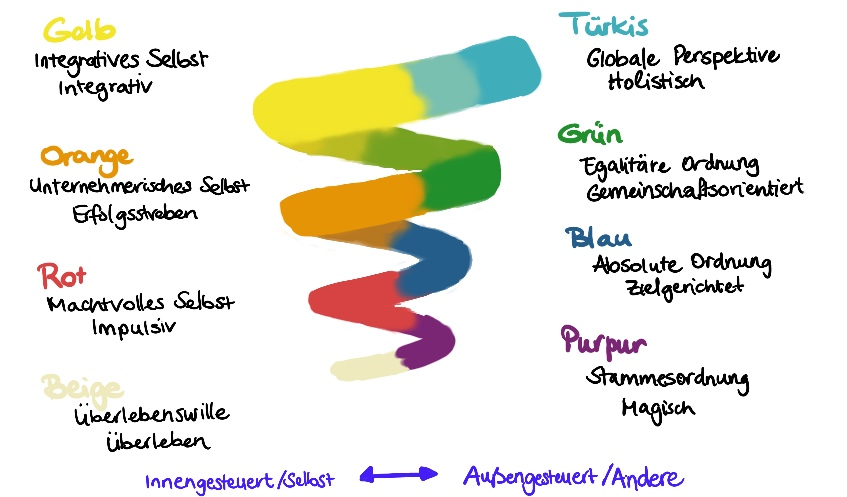 Gelb
Integratives Selbst
Integrativ
Orange
Unternehmerisches Selbst
Erfolgsstreben
Rot
Machtvolles Selbst
Impulsiv
Beige
Überlebenswille
Überleben
Türkis
Globale Perspektive
Holistisch
Grün
Egalitäre Ordnung
Gemeinschaftsorientiert
Blau
Absolute Ordnung
Zielgerichtet
Purpur
Stammesordnung
Magisch
Innengesteuert/Selbst
Außengesteuert/Andere